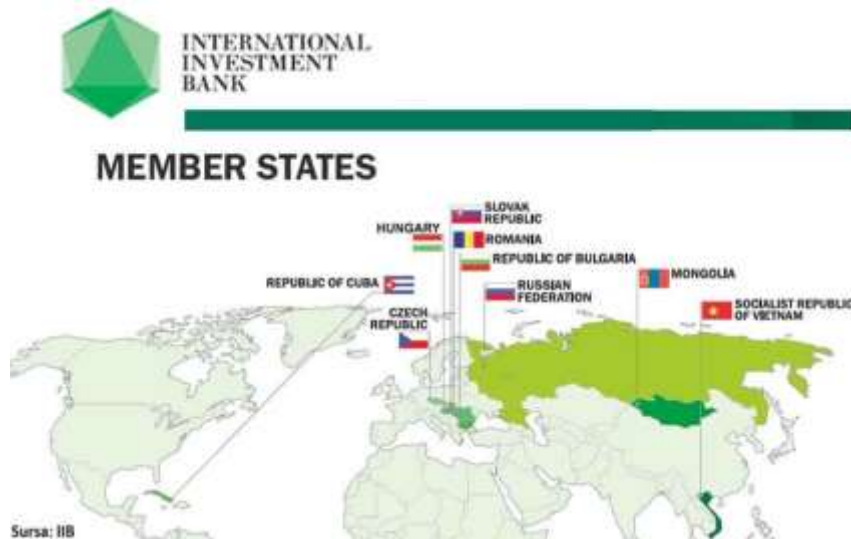 INTERNATIONAL
INVESTMENT
BANK
MEMBER STATES
SLOVAK
REPUBLIC
HUNGARY
ROMANIA
REPUBLIC OF BULGARIA
REPUBLIC OF CUBA
RUSSIAN
FEDERATION
MONGOLIA
CZECH
REPUBLIC
SOCIALIST REPUBLIC
OF VIETNAM
Sursa: IIB